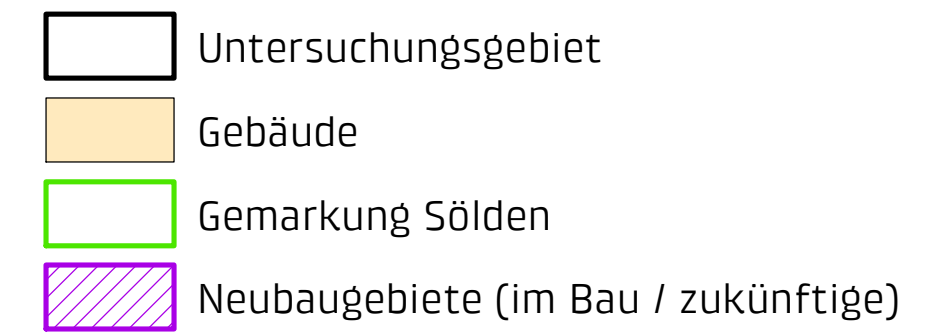 Untersuchungsgebiet
Gebäude
Gemarkung Sölden
Neubaugebiete (im Bau / zukünftige)